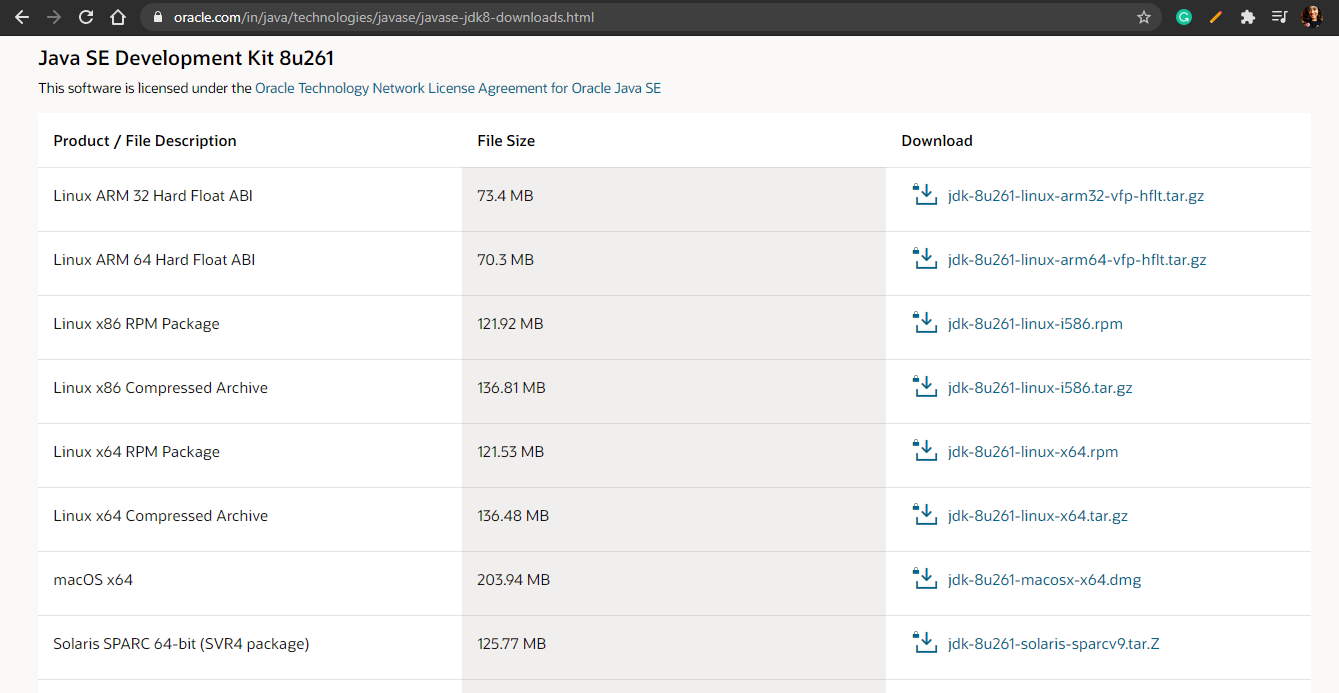 oracle.com/in/java/technologies/javase/javase-jdk8-downloads.html
Java SE Development Kit 8u261
This software is licensed under the Oracle Technology Network License Agreement for Oracle Java SE
Product / File Description File Size Download
Linux ARM 32 Hard Float ABI 73.4 MB jdk-8u261-linux-arm32-vfp-hflt.tar.gz
Linux ARM 64 Hard Float ABI 70.3 MB jdk-8u261-linux-arm64-vfp-hflt.tar.gz
Linux x86 RPM Package 121.92 MB jdk-8u261-linux-i586.rpm
Linux x86 Compressed Archive 136.81 MB jdk-8u261-linux-i586.tar.gz
Linux x64 RPM Package 121.53 MB jdk-8u261-linux-x64.rpm
Linux x64 Compressed Archive 136.48 MB jdk-8u261-linux-x64.tar.gz
macOS x64 203.94 MB jdk-8u261-macosx-x64.dmg
Solaris SPARC 64-bit (SVR4 package) 125.77 MB jdk-8u261-solaris-sparcv9.tar.Z